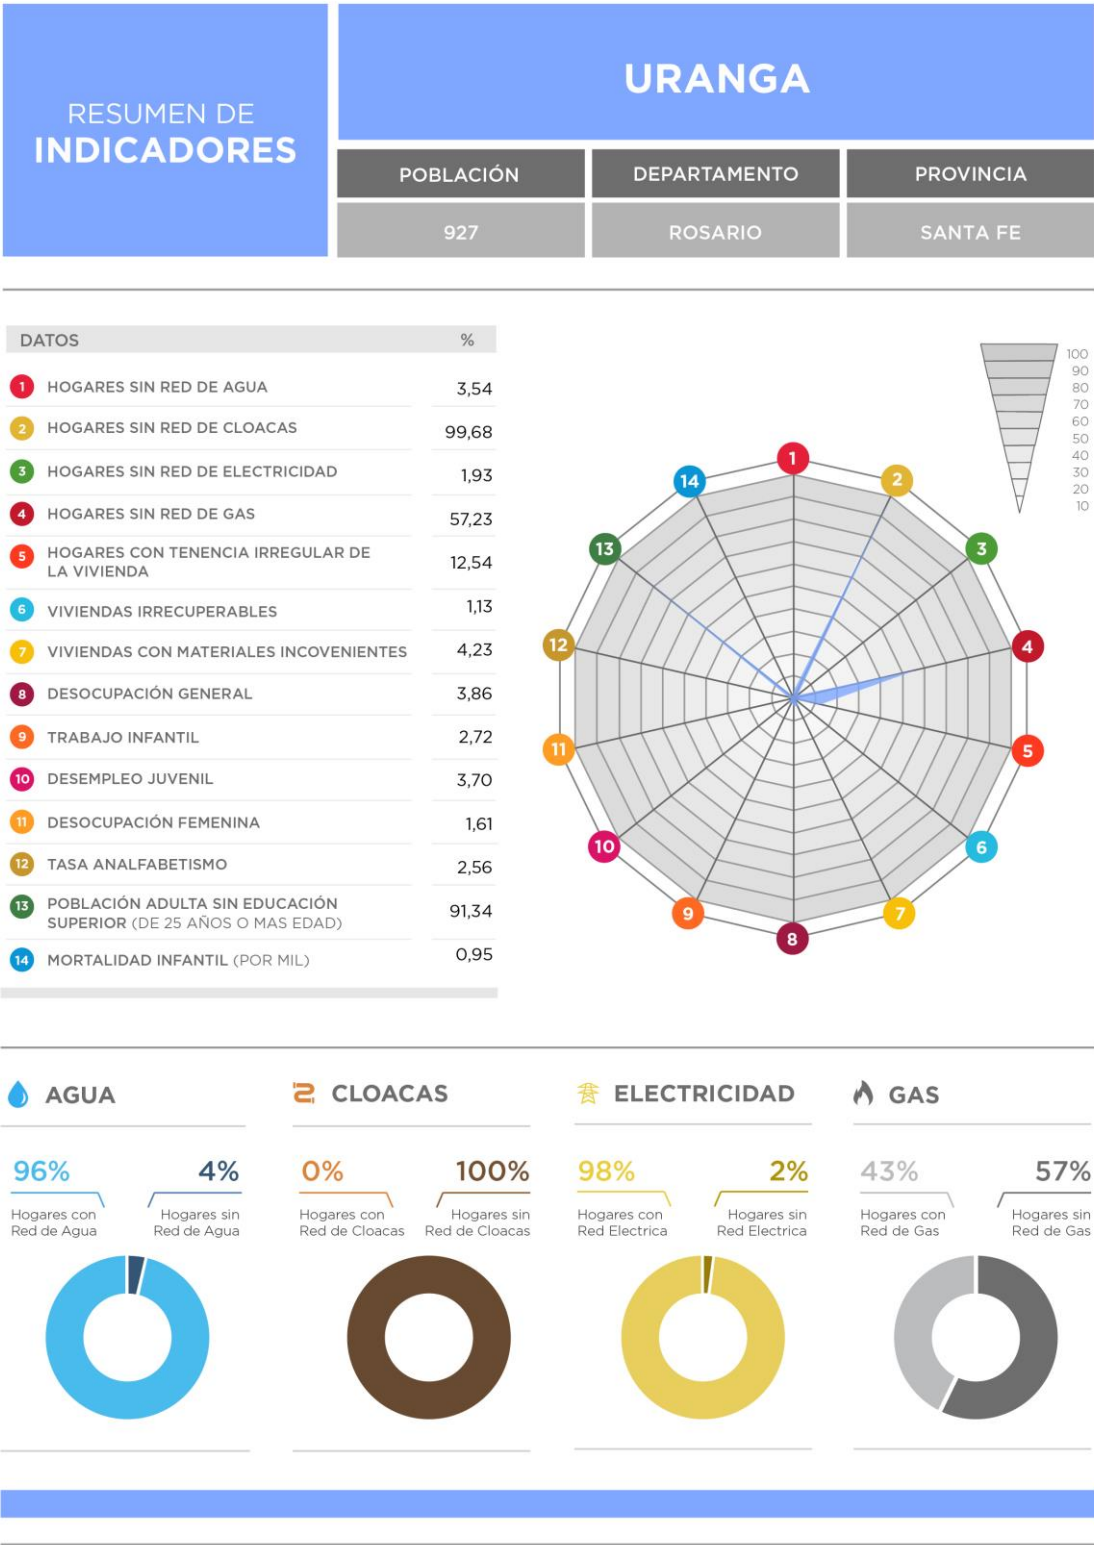 RESUMEN DE
INDICADORES
URANGA
POBLACIÓN
DEPARTAMENTO
PROVINCIA
927
ROSARIO
SANTA FE
DATOS %
1 HOGARES SIN RED DE AGUA 3,54
2 HOGARES SIN RED DE CLOACAS 99,68
3 HOGARES SIN RED DE ELECTRICIDAD 1,93
4 HOGARES SIN RED DE GAS 57,23
5 HOGARES CON TENENCIA IRREGULAR DE
LA VIVIENDA 12,54
6 VIVIENDAS IRRECUPERABLES 1,13
7 VIVIENDAS CON MATERIALES INCOVENIENTES 4,23
8 DESOCUPACIÓN GENERAL 3,86
9 TRABAJO INFANTIL 2,72
10 DESEMPLEO JUVENIL 3,70
11 DESOCUPACIÓN FEMENINA 1,61
12 TASA ANALFABETISMO 2,56
13 POBLACIÓN ADULTA SIN EDUCACIÓN
SUPERIOR (DE 25 AÑOS O MAS EDAD) 91,34
14 MORTALIDAD INFANTIL (POR MIL) 0,95
100
90
80
70
60
50
40
30
20
10
1
2
3
4
5
6
7
8
9
10
11
12
13
14
AGUA
96% 4%
Hogares con Hogares sin
Red de Agua Red de Agua
CLOACAS
0% 100%
Hogares con Hogares sin
Red de Cloacas Red de Cloacas
ELECTRICIDAD
98% 2%
Hogares con Hogares sin
Red Electrica Red Electrica
GAS
43% 57%
Hogares con Hogares sin
Red de Gas Red de Gas